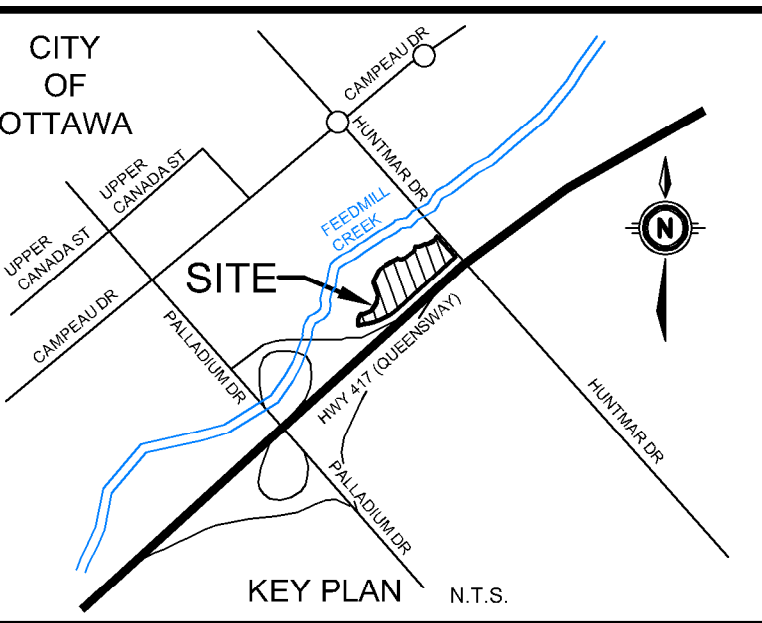 CITY
OF
OTTAWA
CAMPEAU DR
HUNTMAR DR
UPPER
CANADA ST
FEEDMILL
CREEK
UPPER
CANADA ST
N
SITE
CAMPEAU DR
PALLADIUM DR
HWY 417 (QUEENSWAY)
HUNTMAR DR
PALLADIUM DR
KEY PLAN
N.T.S.